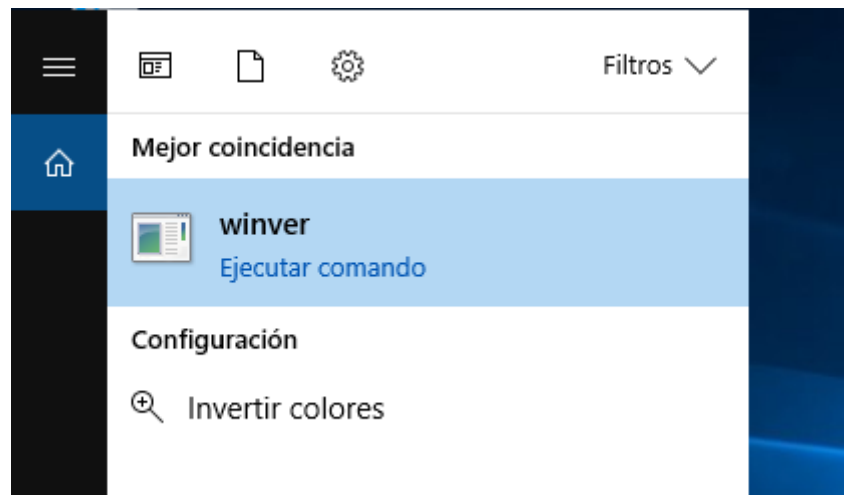 Filtros
Mejor coincidencia
winver
Ejecutar comando
Configuración
Invertir colores